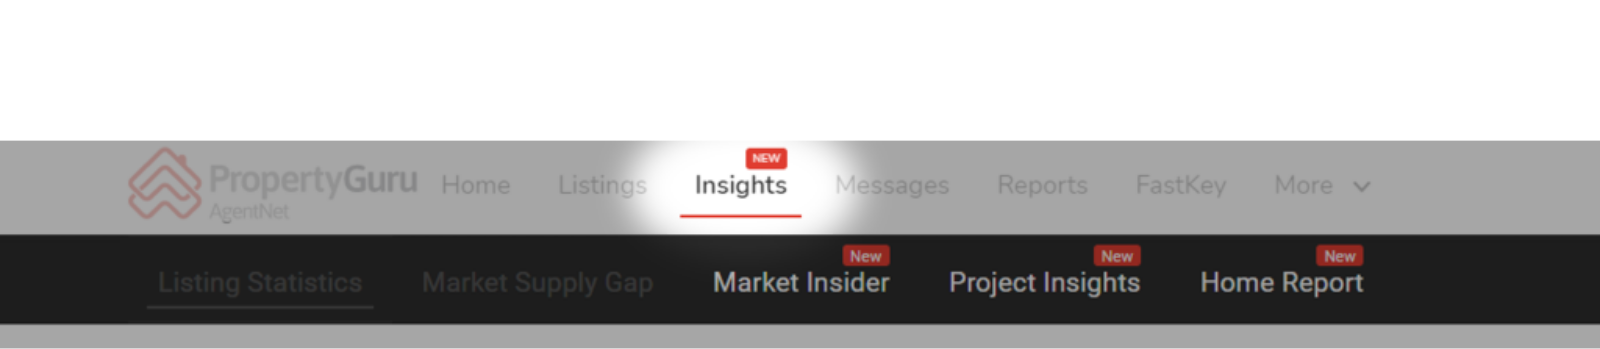 NEW
PropertyGuru Home Listings Insights Messages Reports FastKey More
AgentNet
New New New
Listing Statistics Market Supply Gap Market Insider Project Insights Home Report